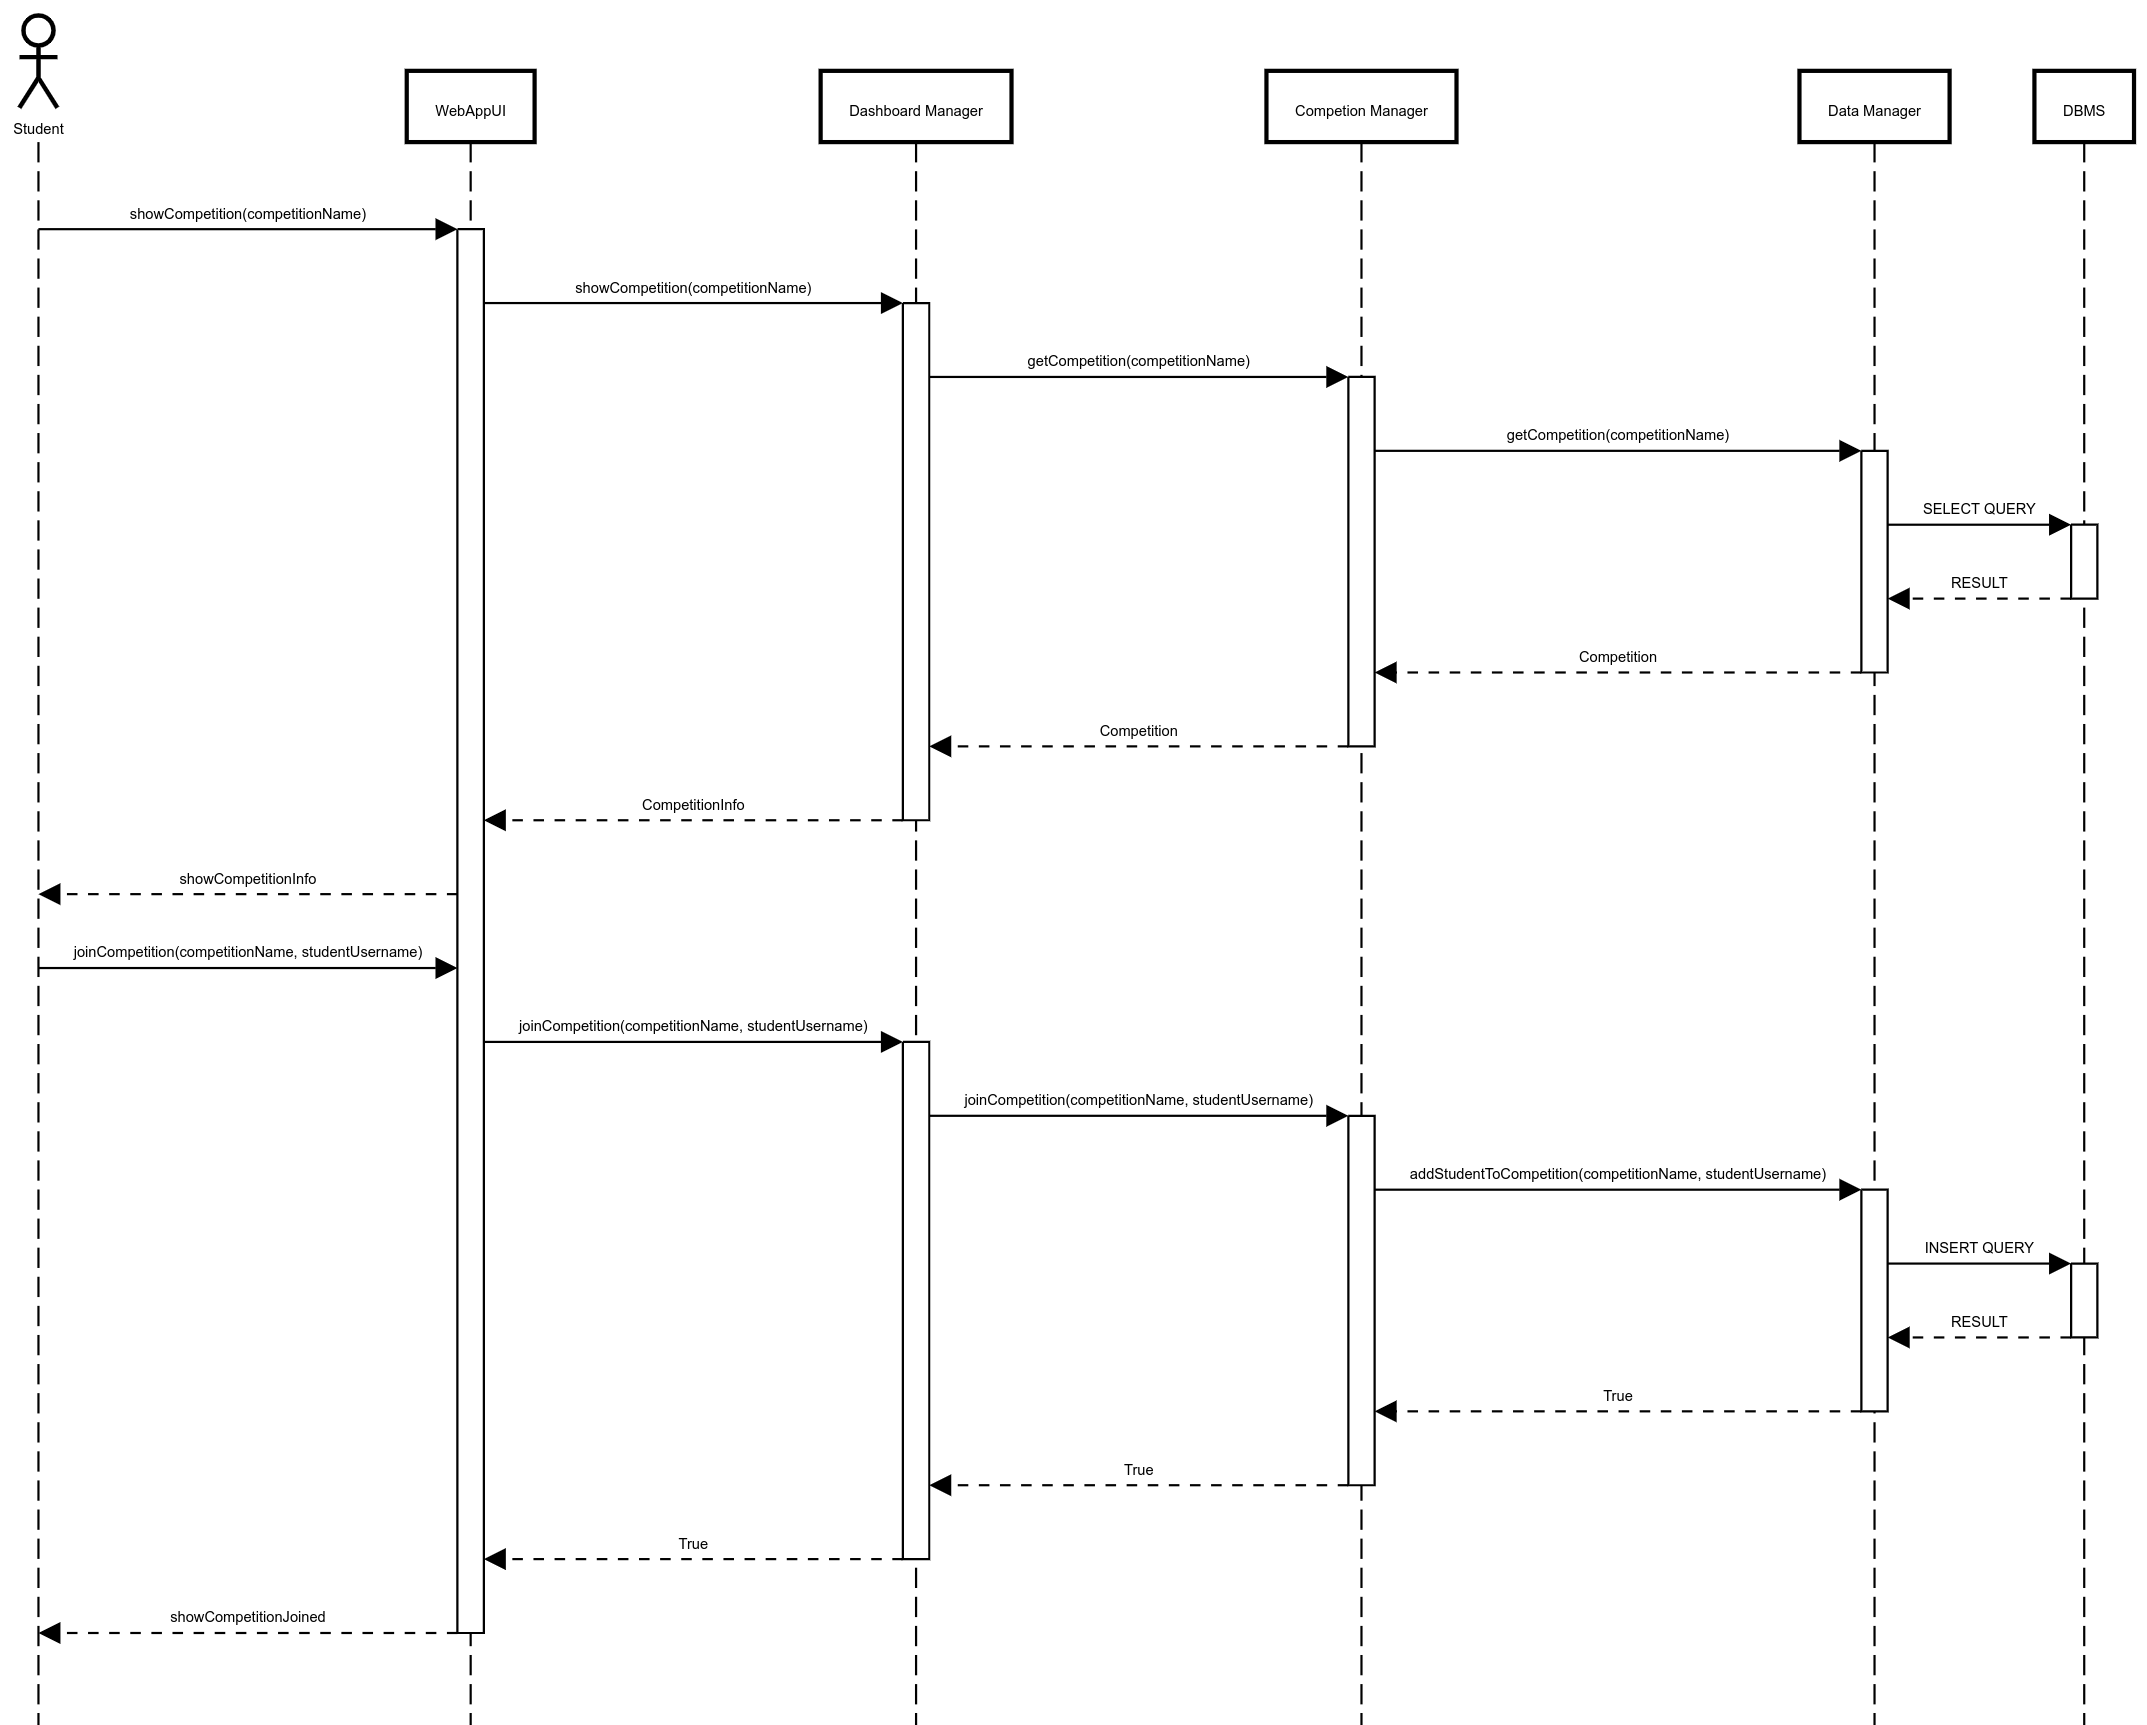 Student
WebAppUI
Dashboard Manager
Competion Manager
Data Manager
DBMS
showCompetition(competitionName)
showCompetition(competitionName)
getCompetition(competitionName)
getCompetition(competitionName)
SELECT QUERY
RESULT
Competition
Competition
CompetitionInfo
showCompetitionInfo
joinCompetition(competitionName, studentUsername)
joinCompetition(competitionName, studentUsername)
joinCompetition(competitionName, studentUsername)
addStudentToCompetition(competitionName, studentUsername)
INSERT QUERY
RESULT
True
True
True
showCompetitionJoined